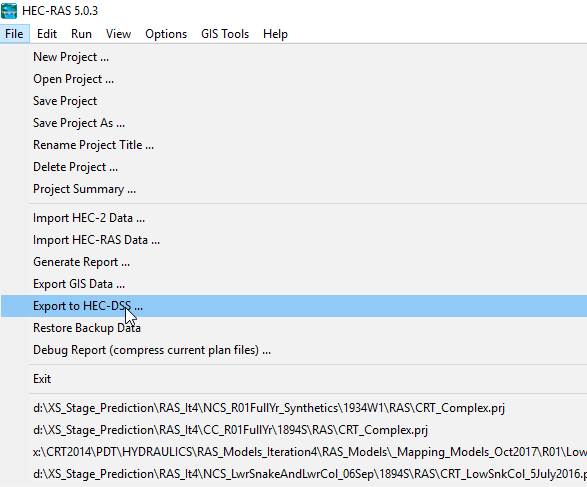 HEC-RAS 5.0.3
File Edit Run View Options GIS Tools Help
New Project ...
Open Project ...
Save Project
Save Project As ...
Rename Project Title ...
Delete Project ...
Project Summary ...
Import HEC-2 Data ...
Import HEC-RAS Data ...
Generate Report ...
Export GIS Data ...
Export to HEC-DSS ...
Restore Backup Data
Debug Report (compress current plan files) ...
Exit
d:\XS_Stage_Prediction\RAS_It4\NCS_R01FullYr_Synthetics\1934W1\RAS\CRT_Complex.prj
d:\XS_Stage_Prediction\RAS_It4\CC_R01FullYr\1894S\RAS\CRT_Complex.prj
x:\CRT2014\PDT\HYDRAULICS\RAS_Models_Iteration4\RAS_Models\_Mapping_Models_Oct2017\R01\Low
d:\XS_Stage_Prediction\RAS_It4\NCS_LwrSnakeAndLwrCol_06Sep\1894S\RAS\CRT_LowSnkCol_5July2016.p